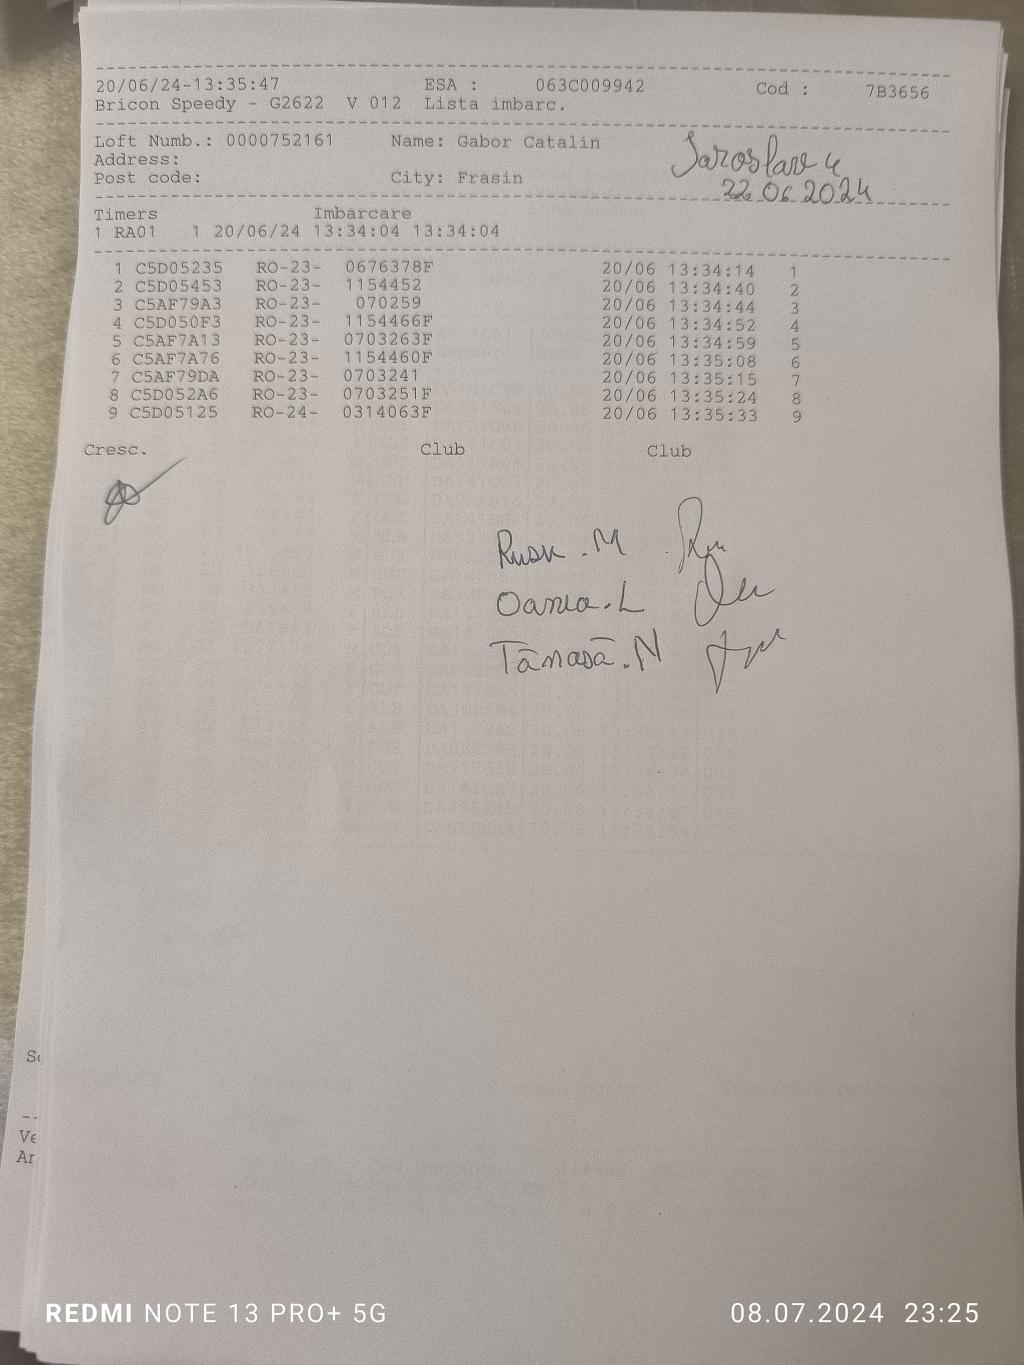 20/06/24-13:35:47 ESA : 063C009942 Cod : 7B3656
Bricon Speedy - G2622 V 012 Lista imbarc.
Loft Numb.: 0000752161 Name: Gabor Catalin
Address:
Post code: City: Frasin
Jaroslav 4
22.06.2024
Timers Imbarcare
1 RA01 1 20/06/24 13:34:04 13:34:04
1 C5D05235 RO-23- 0676378F 20/06 13:34:14 1
2 C5D05453 RO-23- 1154452 20/06 13:34:40 2
3 C5AF79A3 RO-23- 070259 20/06 13:34:44 3
4 C5D050F3 RO-23- 1154466F 20/06 13:34:52 4
5 C5AF7A13 RO-23- 0703263F 20/06 13:34:59 5
6 C5AF7A76 RO-23- 1154460F 20/06 13:35:08 6
7 C5AF79DA RO-23- 0703241 20/06 13:35:15 7
8 C5D052A6 RO-23- 0703251F 20/06 13:35:24 8
9 C5D05125 RO-24- 0314063F 20/06 13:35:33 9
Cresc. Club Club
Rusu .M
Oanea.L
Tănasă.N
REDMI NOTE 13 PRO+ 5G 08.07.2024 23:25